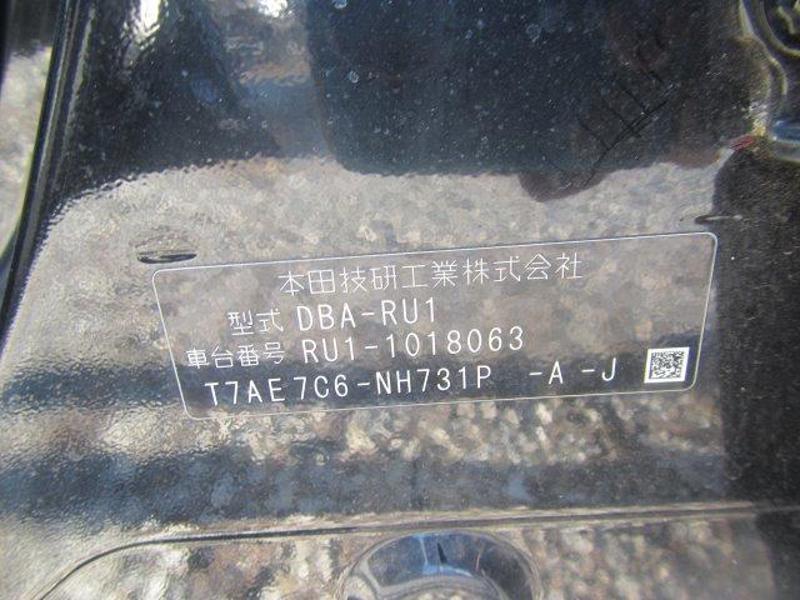 本田技研工業株式会社
型式 DBA-RU1
車台番号 RU1-1018063
T7AE7C6-NH731P -A -J